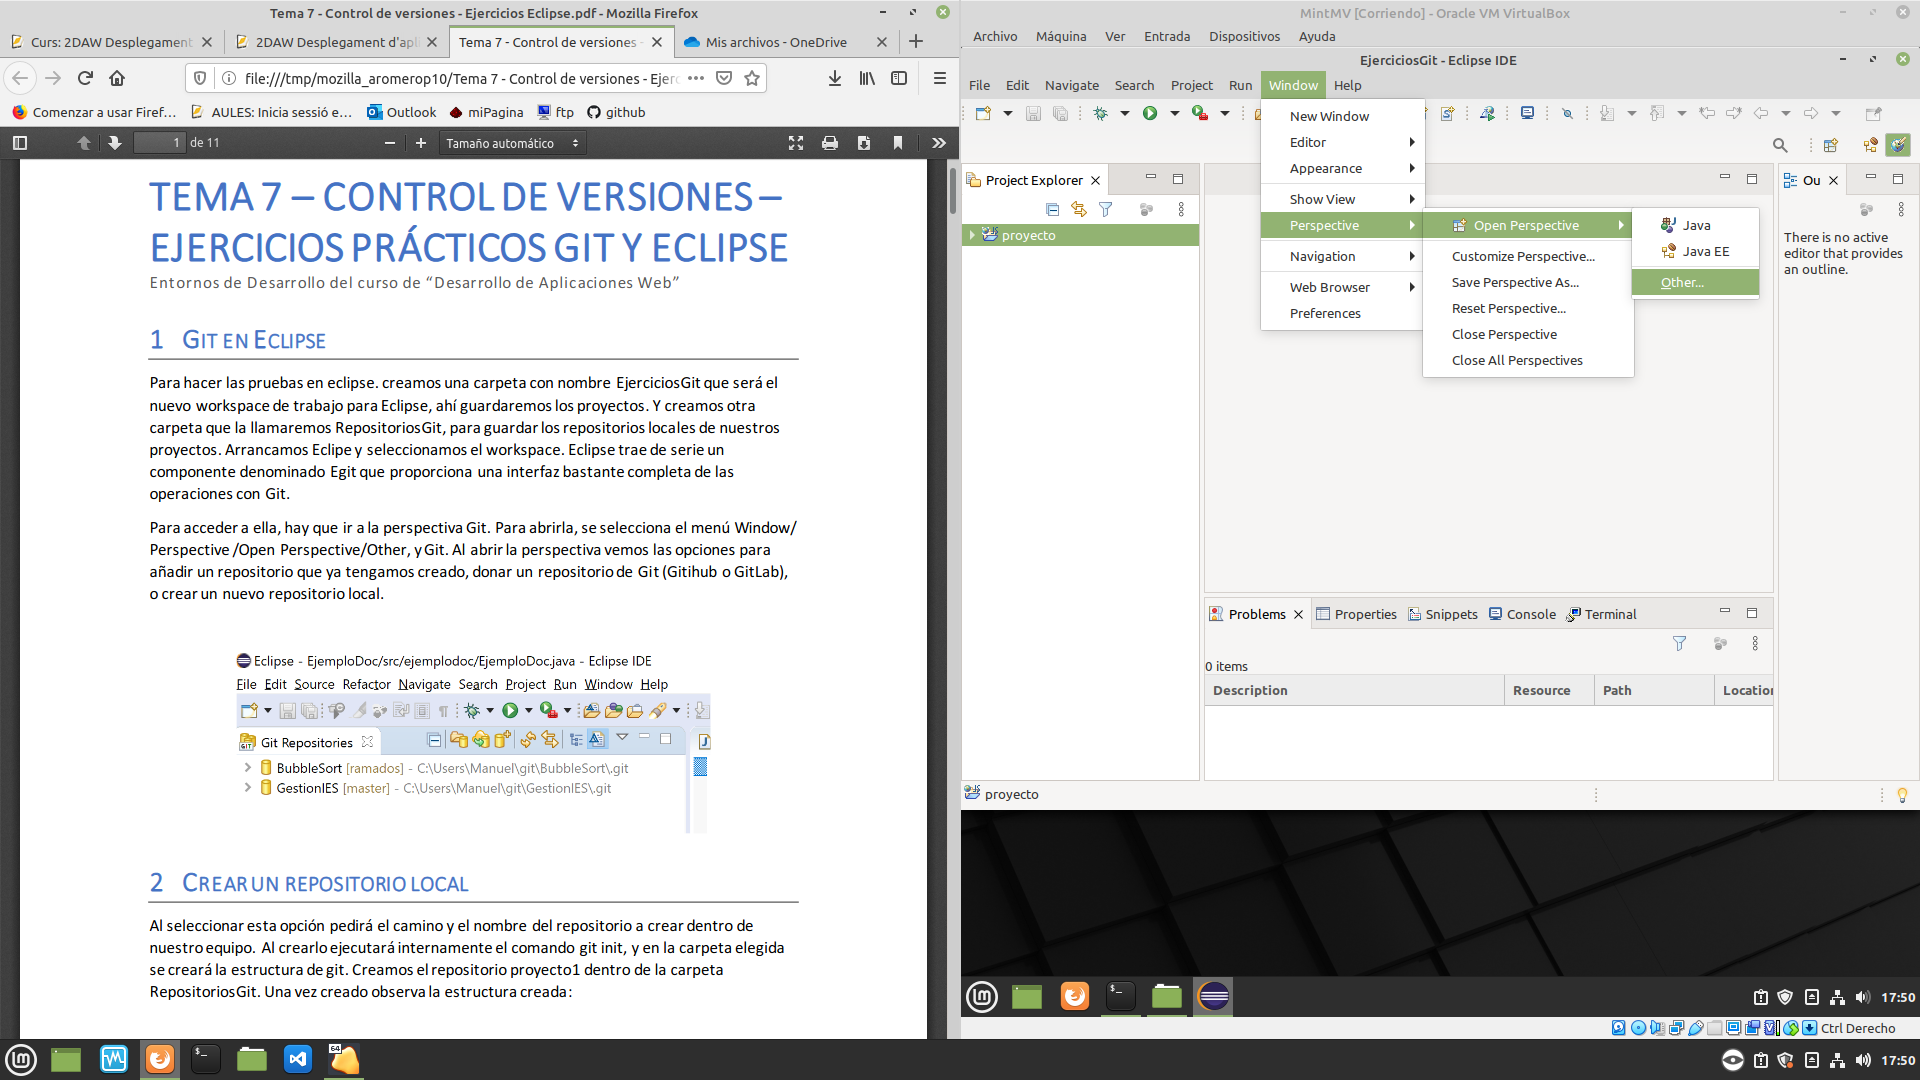 Tema 7 - Control de versiones - Ejercicios Eclipse.pdf - Mozilla Firefox
Curs: 2DAW Desplegament
2DAW Desplegament d'apl
Tema 7 - Control de versiones -
Mis archivos - OneDrive
file:///tmp/mozilla_aromerop10/Tema 7 - Control de versiones - Ejer
Comenzar a usar Firef…
AULES: Inicia sessió e…
Outlook
miPagina
ftp
github
1
de 11
Tamaño automático
TEMA 7 – CONTROL DE VERSIONES –
EJERCICIOS PRÁCTICOS GIT Y ECLIPSE
Entornos de Desarrollo del curso de “Desarrollo de Aplicaciones Web”
1 GIT EN ECLIPSE
Para hacer las pruebas en eclipse. creamos una carpeta con nombre EjerciciosGit que será el
nuevo workspace de trabajo para Eclipse, ahí guardaremos los proyectos. Y creamos otra
carpeta que la llamaremos RepositoriosGit, para guardar los repositorios locales de nuestros
proyectos. Arrancamos Eclipe y seleccionamos el workspace. Eclipse trae de serie un
componente denominado Egit que proporciona una interfaz bastante completa de las
operaciones con Git.
Para acceder a ella, hay que ir a la perspectiva Git. Para abrirla, se selecciona el menú Window/
Perspective /Open Perspective/Other, y Git. Al abrir la perspectiva vemos las opciones para
añadir un repositorio que ya tengamos creado, donar un repositorio de Git (Gitihub o GitLab),
o crear un nuevo repositorio local.
Eclipse - EjemploDoc/src/ejemplodoc/EjemploDoc.java - Eclipse IDE
File Edit Source Refactor Navigate Search Project Run Window Help
Git Repositories
BubbleSort [ramados] - C:\Users\Manuel\git\BubbleSort\.git
GestionIES [master] - C:\Users\Manuel\git\GestionIES\.git
2 CREAR UN REPOSITORIO LOCAL
Al seleccionar esta opción pedirá el camino y el nombre del repositorio a crear dentro de
nuestro equipo. Al crearlo ejecutará internamente el comando git init, y en la carpeta elegida
se creará la estructura de git. Creamos el repositorio proyecto1 dentro de la carpeta
RepositoriosGit. Una vez creado observa la estructura creada:
MintMV [Corriendo] - Oracle VM VirtualBox
Archivo Máquina Ver Entrada Dispositivos Ayuda
EjerciciosGit - Eclipse IDE
File Edit Navigate Search Project Run Window Help
New Window
Editor
Appearance
Show View
Perspective
Navigation
Web Browser
Preferences
Open Perspective
Customize Perspective...
Save Perspective As...
Reset Perspective...
Close Perspective
Close All Perspectives
Java
Java EE
Other...
Project Explorer
proyecto
Ou
There is no active
editor that provides
an outline.
Problems
Properties
Snippets
Console
Terminal
0 items
Description
Resource
Path
Location
proyecto
17:50
Ctrl Derecho
64
17:50